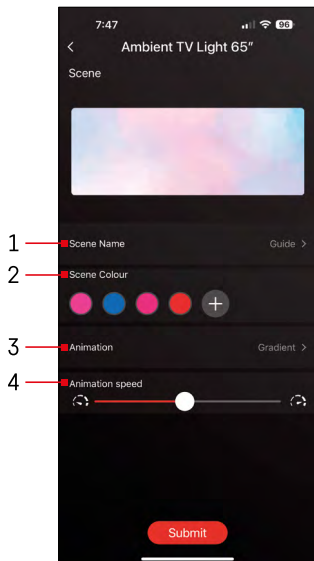 7:47 96
Ambient TV Light 65"
Scene
1 Scene Name Guide
2 Scene Colour
3 Animation Gradient
4 Animation speed
Submit